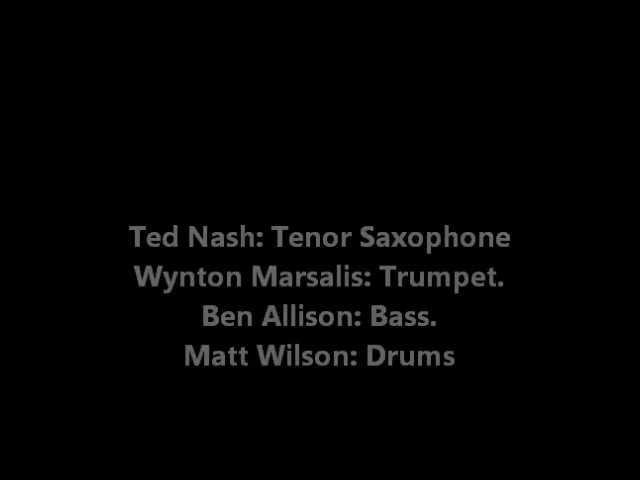 Ted Nash: Tenor Saxophone
Wynton Marsalis: Trumpet.
Ben Allison: Bass.
Matt Wilson: Drums